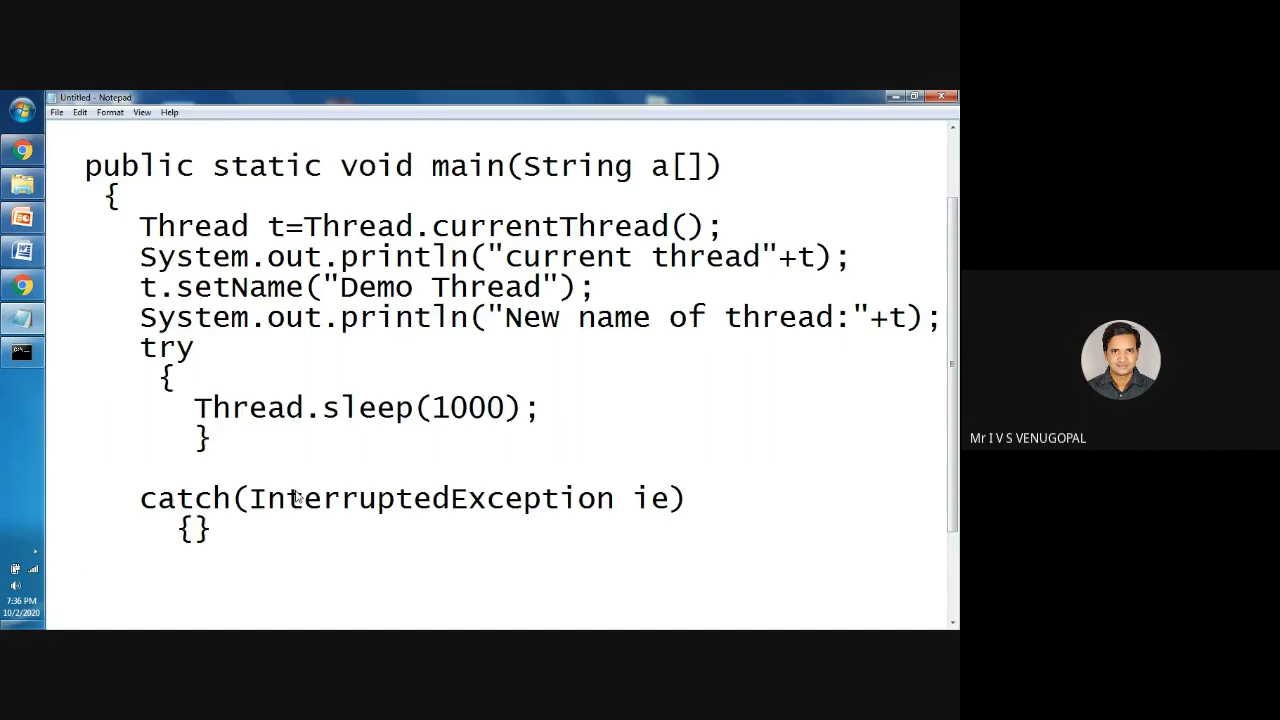 Untitled - Notepad
File Edit Format View Help
public static void main(String a[])
{
Thread t=Thread.currentThread();
System.out.println("current thread"+t);
t.setName("Demo Thread");
System.out.println("New name of thread:"+t);
try
{
Thread.sleep(1000);
}
catch(InterruptedException ie)
{}
7:36 PM
10/2/2020
Mr I V S VENUGOPAL